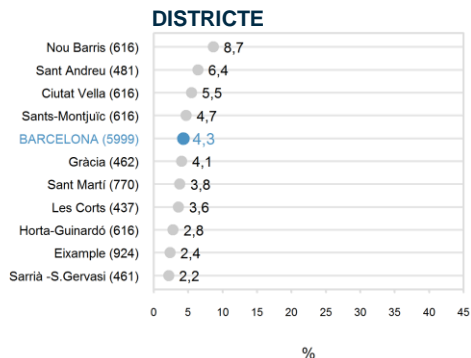 DISTRICTE
Nou Barris (616) 8,7
Sant Andreu (481) 6,4
Ciutat Vella (616) 5,5
Sants-Montjuïc (616) 4,7
BARCELONA (5999) 4,3
Gràcia (462) 4,1
Sant Martí (770) 3,8
Les Corts (437) 3,6
Horta-Guinardó (616) 2,8
Eixample (924) 2,4
Sarrià -S.Gervasi (461) 2,2
0 5 10 15 20 25 30 35 40 45
%